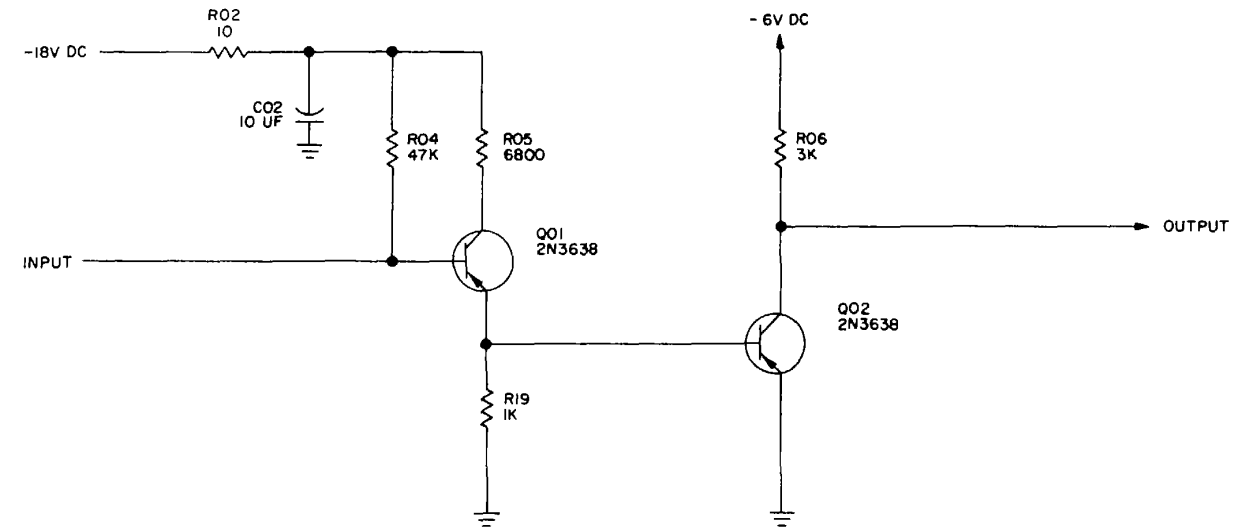 R02
10
-18V DC
C02
10 UF
R04
47K
R05
6800
Q01
2N3638
INPUT
R19
1K
- 6V DC
R06
3K
OUTPUT
Q02
2N3638